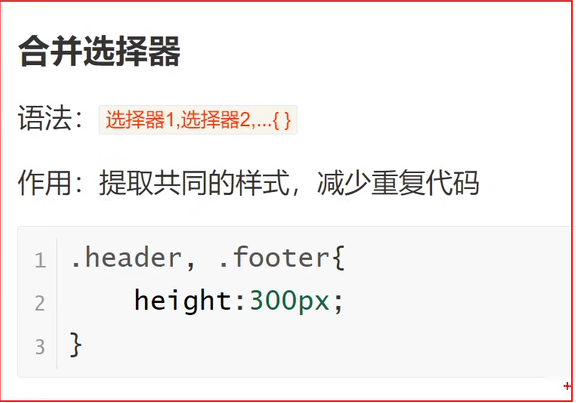 合并选择器
语法：选择器1,选择器2,...{ }
作用：提取共同的样式，减少重复代码
1 .header, .footer{
2     height:300px;
3 }